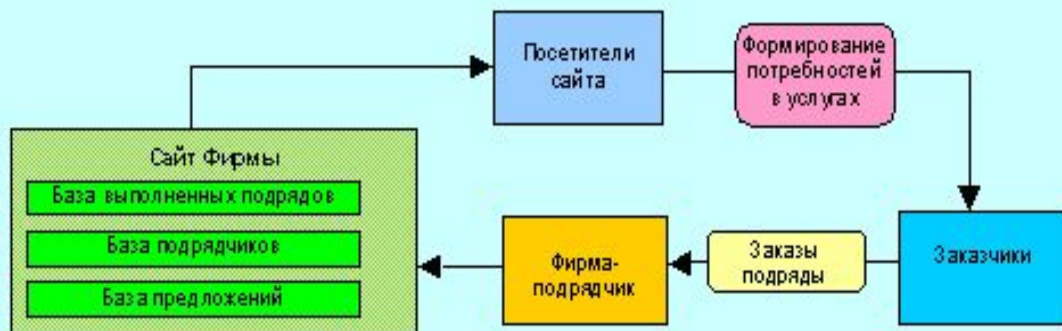 Посетители
сайта
Формирование
потребностей
в услугах
Сайт Фирмы
База выполненных подрядов
База подрядчиков
База предложений
Фирма-
подрядчик
Заказы
подряды
Заказчики